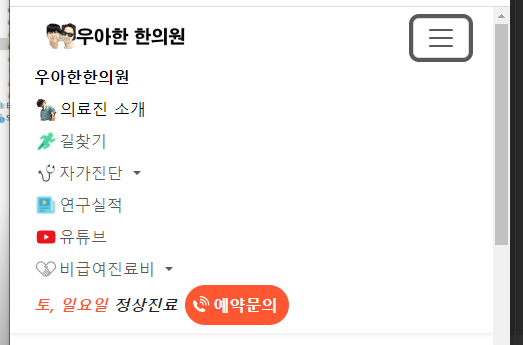 우아한 한의원
우아한한의원
의료진 소개
길찾기
자가진단
연구실적
유튜브
비급여진료비
토, 일요일 정상진료 예약문의